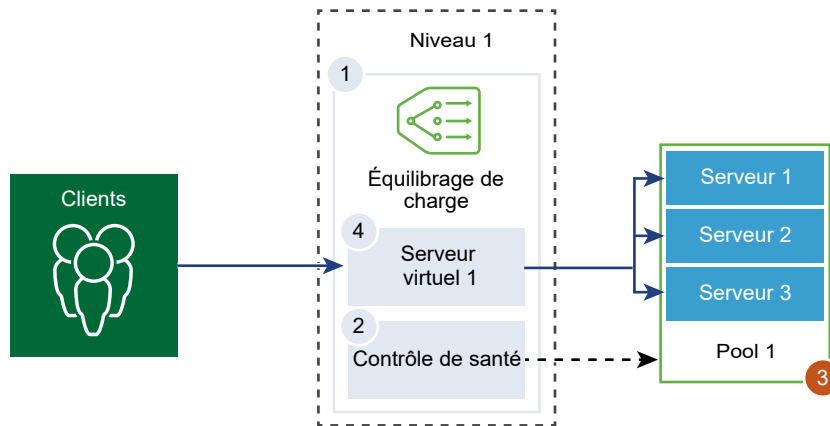 Niveau 1
1
Équilibrage de
charge
Clients
4
Serveur
virtuel 1
2
Contrôle de santé
Serveur 1
Serveur 2
Serveur 3
Pool 1
3